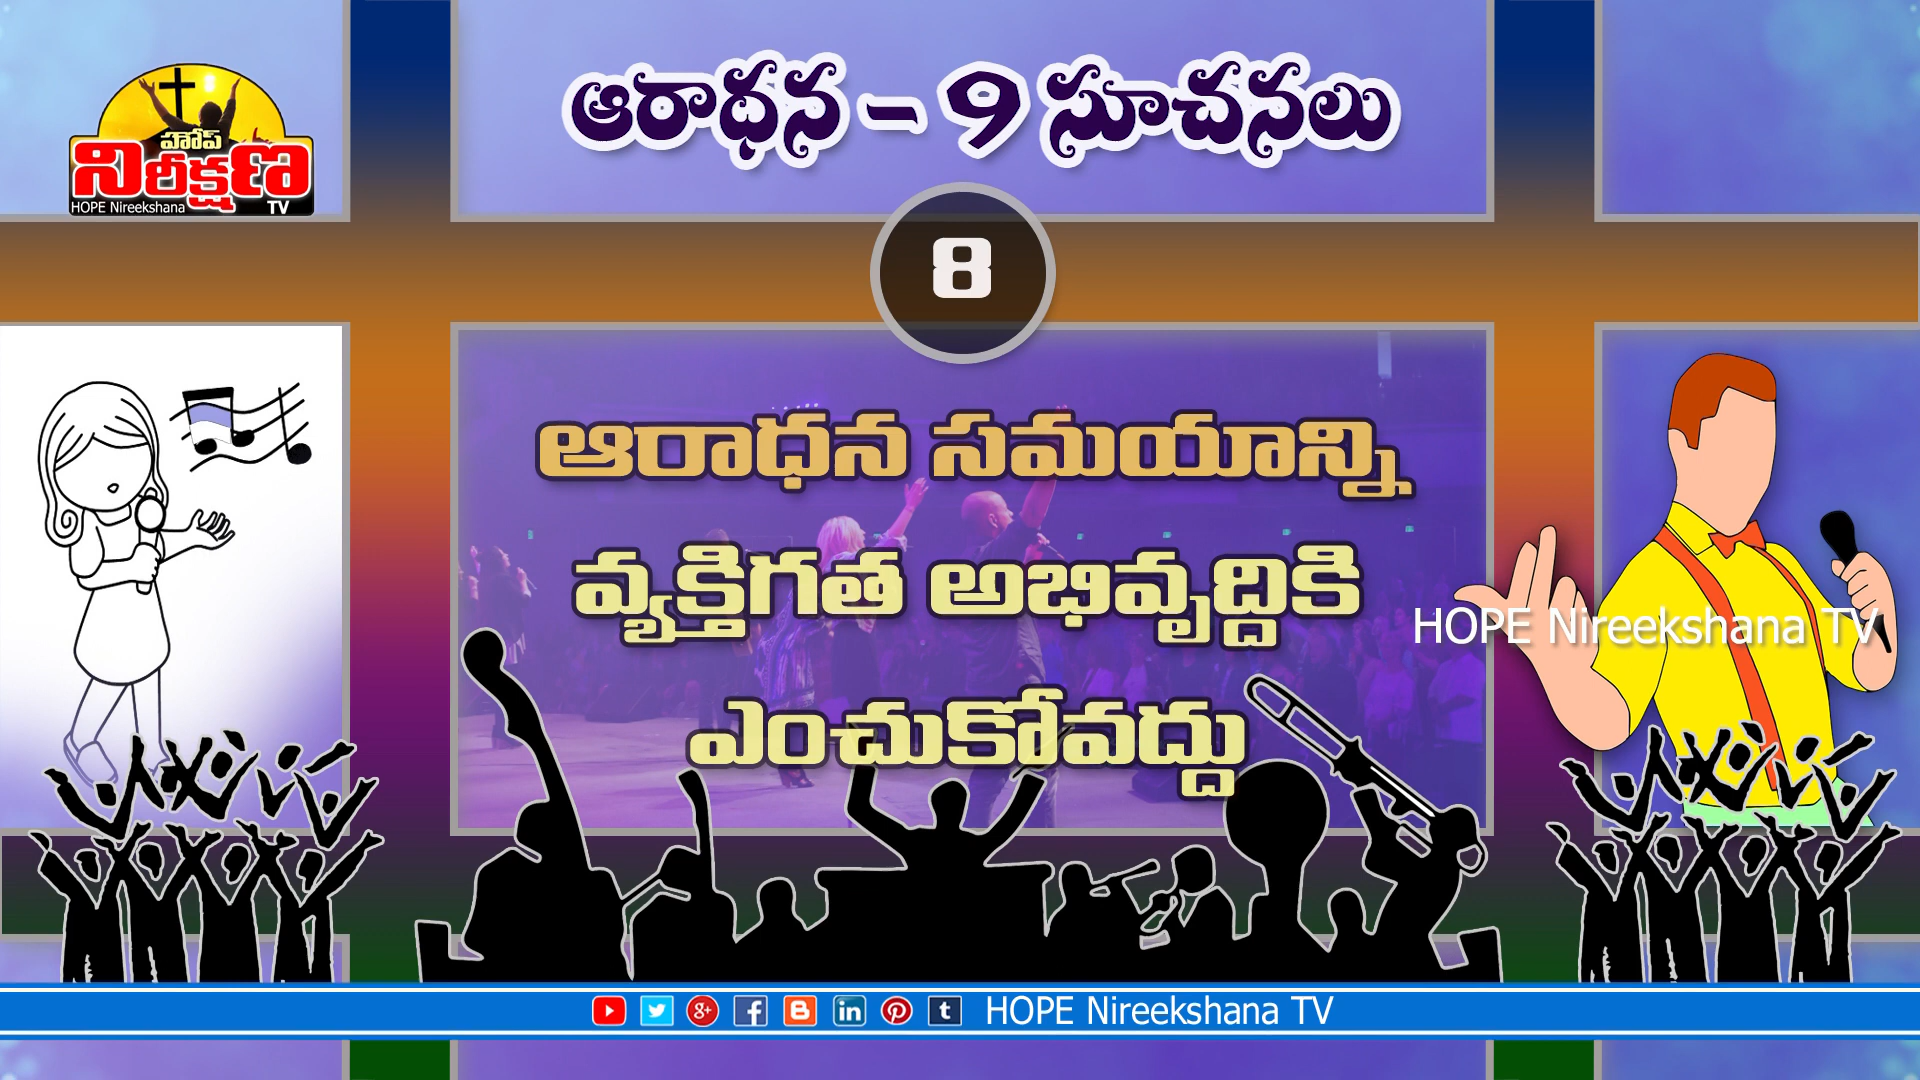 ఆరాధన - 9 సూచనలు
హోప్
నిరీక్షణ
HOPE Nireekshana TV
8
ఆరాధన సమయాన్ని
వ్యక్తిగత అభివృద్దికి
ఎంచుకోవద్దు
HOPE Nireekshana TV
HOPE Nireekshana TV